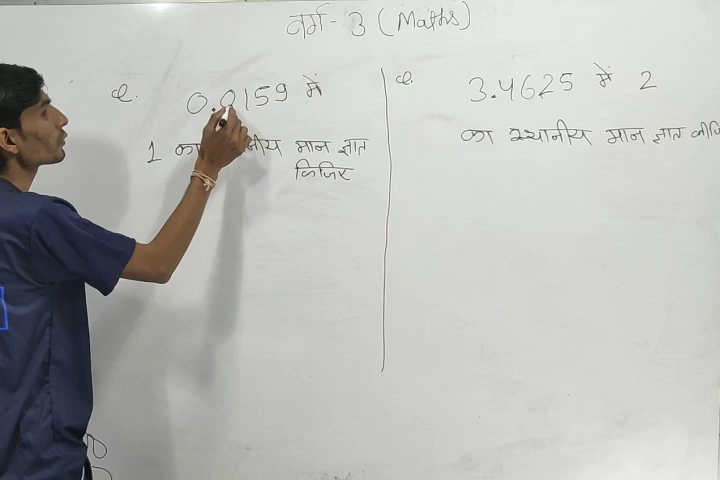 वर्ग - 3 (Maths)
Q. 0.0159 में
1 का मान ज्ञात
किजिए
Q. 3.4625 में 2
का स्थानीय मान ज्ञात